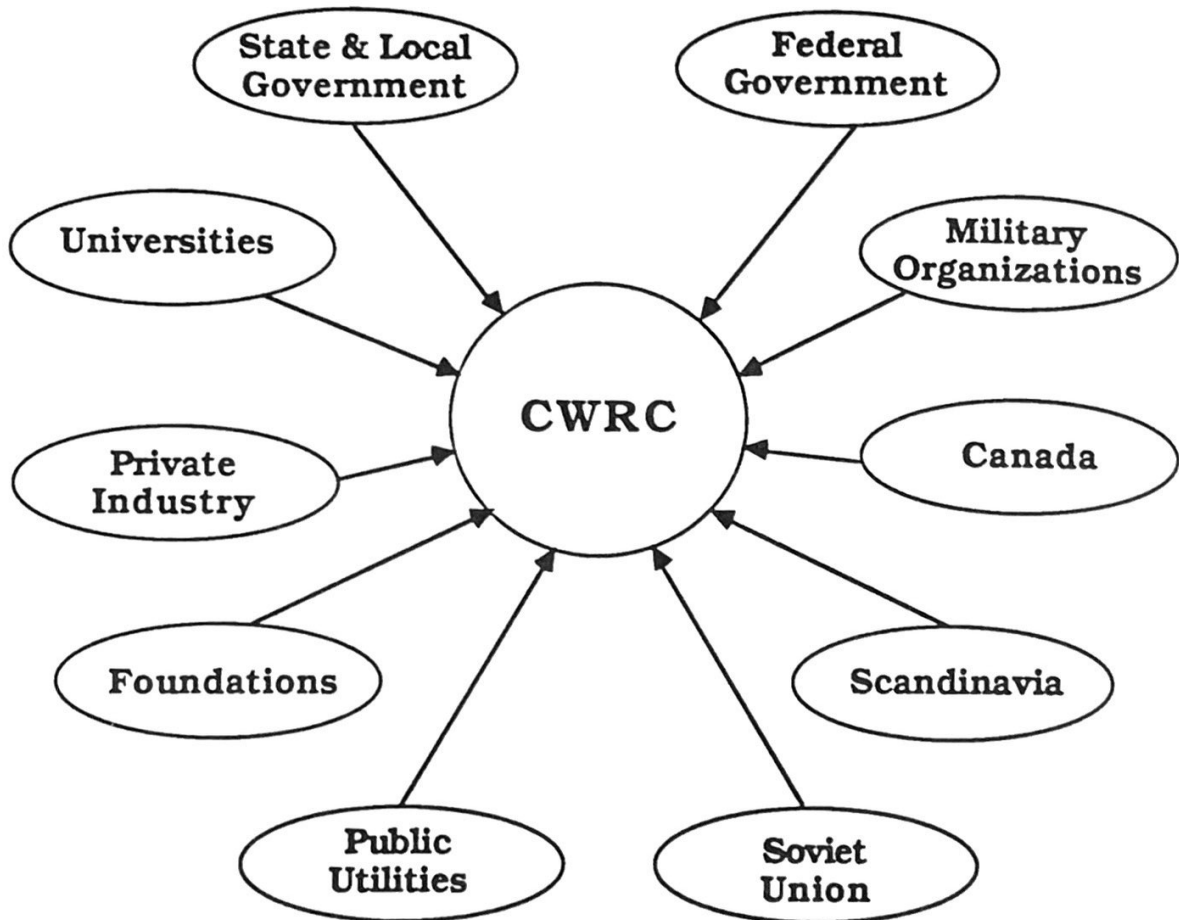 State & Local
Government
Federal
Government
Universities
Military
Organizations
CWRC
Private
Industry
Canada
Foundations
Scandinavia
Public
Utilities
Soviet
Union